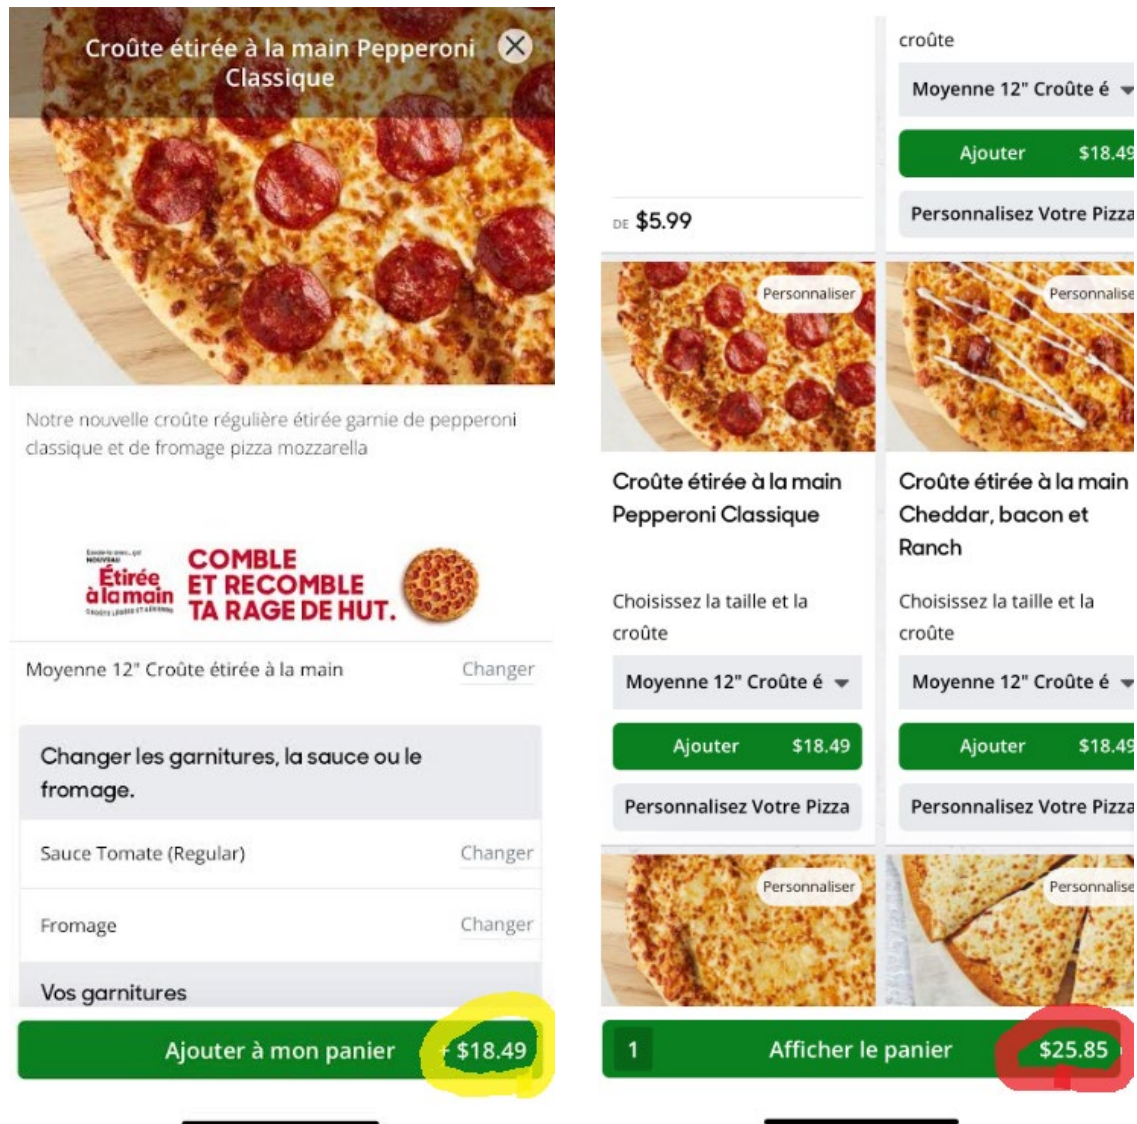 Croûte étirée à la main Pepperoni
Classique
Notre nouvelle croûte régulière étirée garnie de pepperoni
classique et de fromage pizza mozzarella
NOUVEAU
Étirée
à la main
COMBLE
ET RECOMBLE
TA RAGE DE HUT.
Moyenne 12" Croûte étirée à la main Changer
Changer les garnitures, la sauce ou le
fromage.
Sauce Tomate (Regular) Changer
Fromage Changer
Vos garnitures
Ajouter à mon panier + $18.49
croûte
Moyenne 12" Croûte é
Ajouter $18.49
Personnalisez Votre Pizza
DE $5.99
Personnaliser
Croûte étirée à la main
Pepperoni Classique
Choisissez la taille et la
croûte
Moyenne 12" Croûte é
Ajouter $18.49
Personnalisez Votre Pizza
Personnalise
Croûte étirée à la main
Cheddar, bacon et
Ranch
Choisissez la taille et la
croûte
Moyenne 12" Croûte é
Ajouter $18.49
Personnalisez Votre Pizza
Personnaliser
Personnalise
1 Afficher le panier $25.85